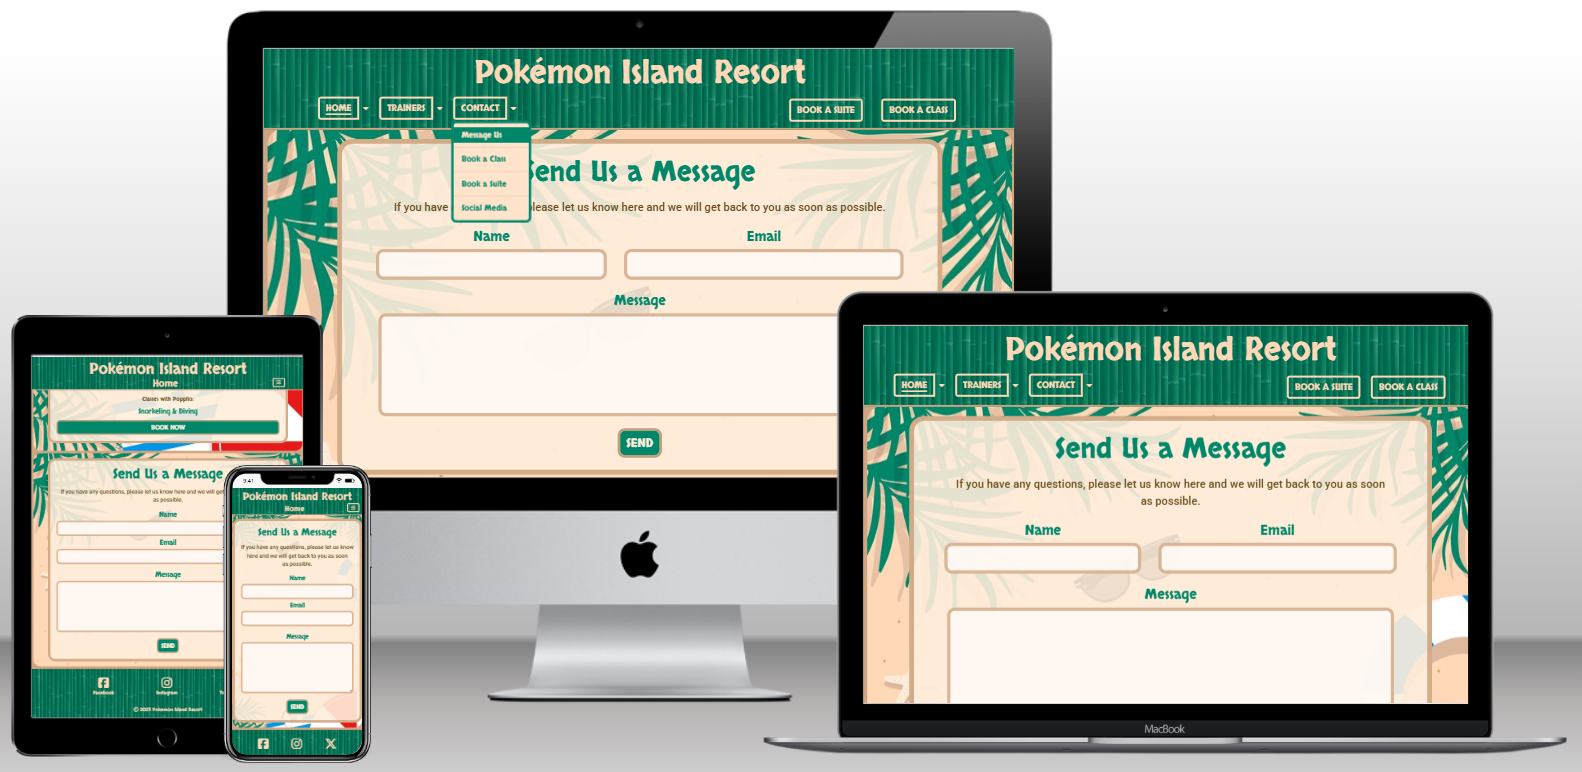 Pokémon Island Resort
HOME TRAINERS CONTACT BOOK A SUITE BOOK A CLASS
Message Us
Book a Class
Book a Suite
Social Media
Send Us a Message
If you have lease let us know here and we will get back to you as soon as possible.
Name Email
Message
SEND
Pokémon Island Resort
HOME TRAINERS CONTACT BOOK A SUITE BOOK A CLASS
Send Us a Message
If you have any questions, please let us know here and we will get back to you as soon
as possible.
Name Email
Message
MacBook
Pokémon Island Resort
Home
Classes with Popplio:
Snorkeling & Diving
BOOK NOW
Send Us a Message
If you have any questions, please let us know here and we will get
as possible.
Name
Email
Message
SEND
Facebook Instagram
© 2023 Pokemon Island Resort
9:41
Pokémon Island Resort
Home
Send Us a Message
If you have any questions, please let us know
here and we will get back to you as soon
as possible.
Name
Email
Message
SEND